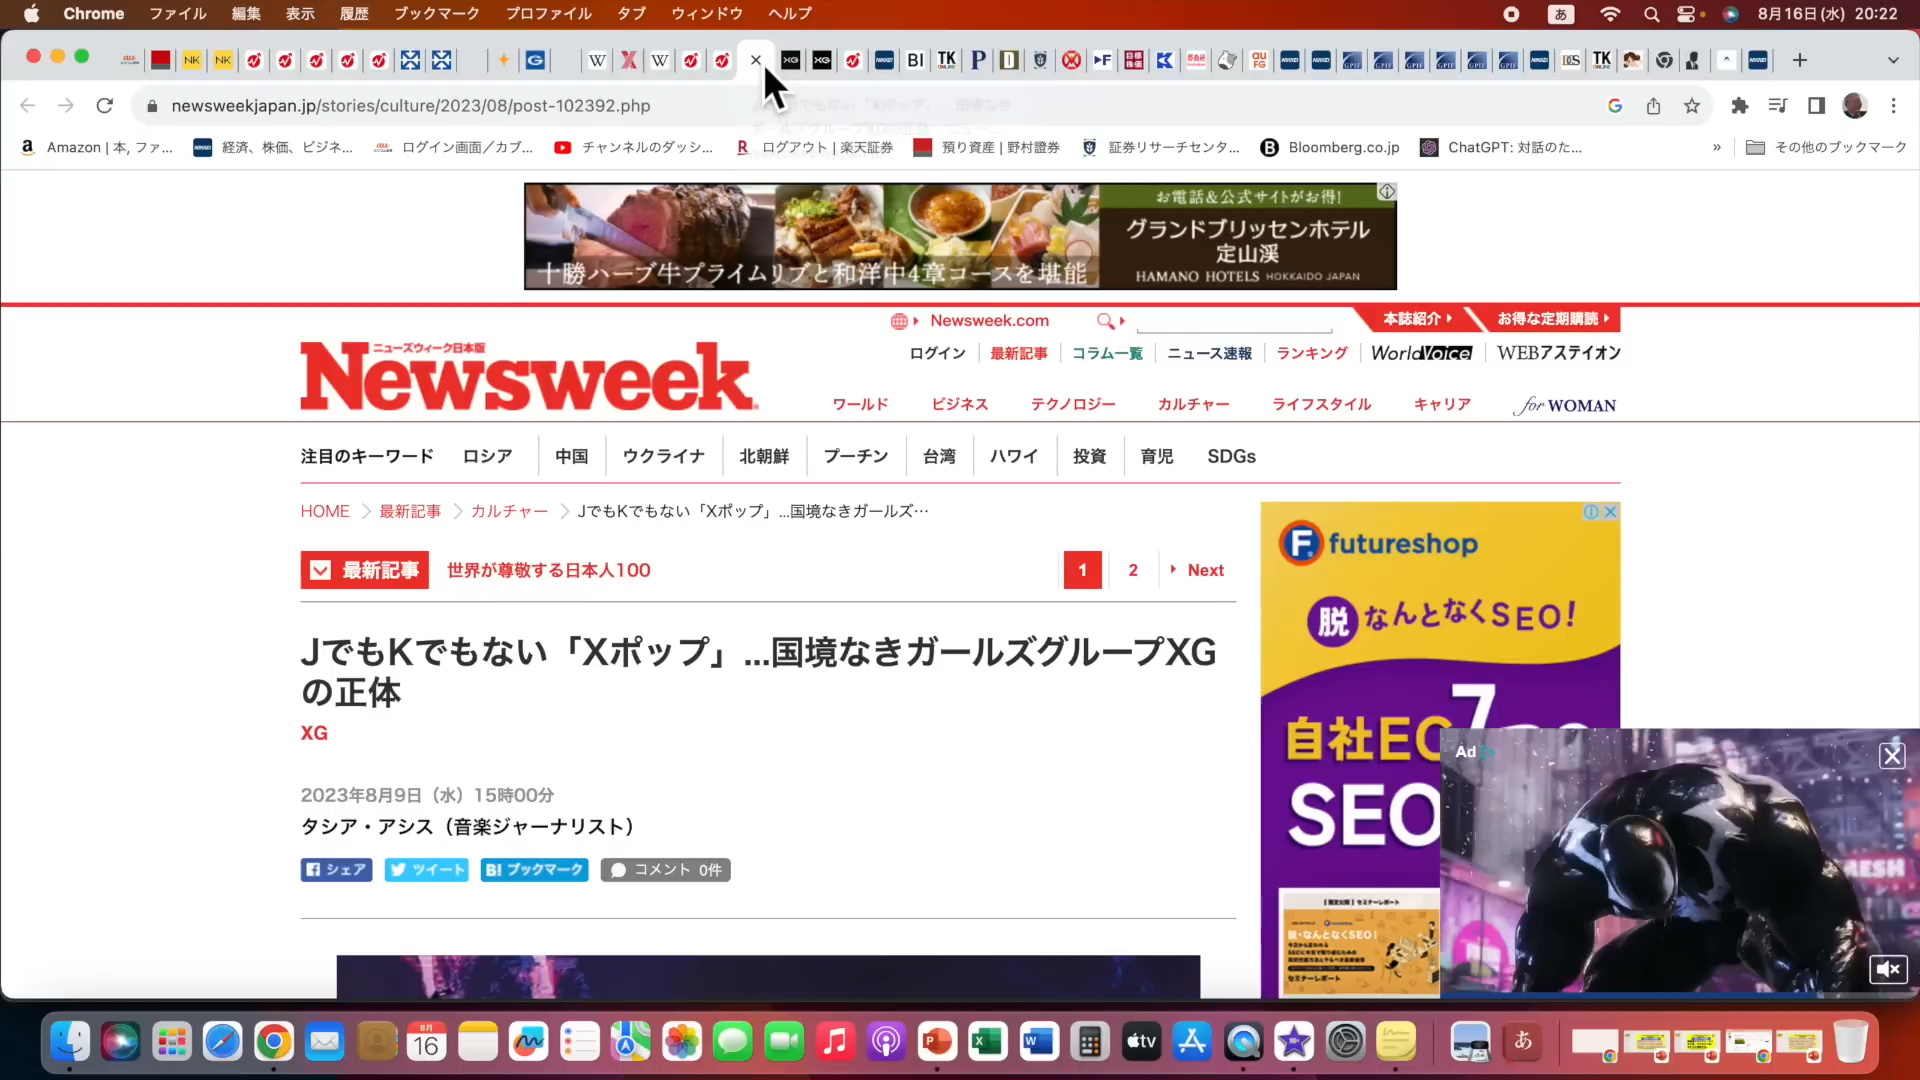 Chrome ファイル 編集 表示 履歴 ブックマーク プロファイル タブ ウィンドウ ヘルプ
あ 8月16日(水) 20:22
newsweekjapan.jp/stories/culture/2023/08/post-102392.php
Amazon | 本, ファ... 経済、株価、ビジネ... ログイン画面／カブ... チャンネルのダッシ... ログアウト | 楽天証券 預り資産 | 野村證券 証券リサーチセンタ... Bloomberg.co.jp ChatGPT: 対話のた... » その他のブックマーク
十勝ハーブ牛プライムリブと和洋中4章コースを堪能
お電話&公式サイトがお得!
グランドブリッセンホテル
定山渓
HAMANO HOTELS HOKKAIDO JAPAN
Newsweek.com
本誌紹介
お得な定期購読
ニューズウィーク日本版
Newsweek
ログイン 最新記事 コラム一覧 ニュース速報 ランキング WorldVoice WEBアステイオン
ワールド ビジネス テクノロジー カルチャー ライフスタイル キャリア for WOMAN
注目のキーワード ロシア 中国 ウクライナ 北朝鮮 プーチン 台湾 ハワイ 投資 育児 SDGs
HOME 最新記事 カルチャー JでもKでもない「Xポップ」...国境なきガールズ…
最新記事 世界が尊敬する日本人100
1 2 Next
JでもKでもない「Xポップ」...国境なきガールズグループXG
の正体
XG
2023年8月9日（水）15時00分
タシア・アシス（音楽ジャーナリスト）
シェア ツイート B! ブックマーク コメント 0件
futureshop
脱 なんとなくSEO!
7
自社EC
SEO
セミナーレポート
Ad